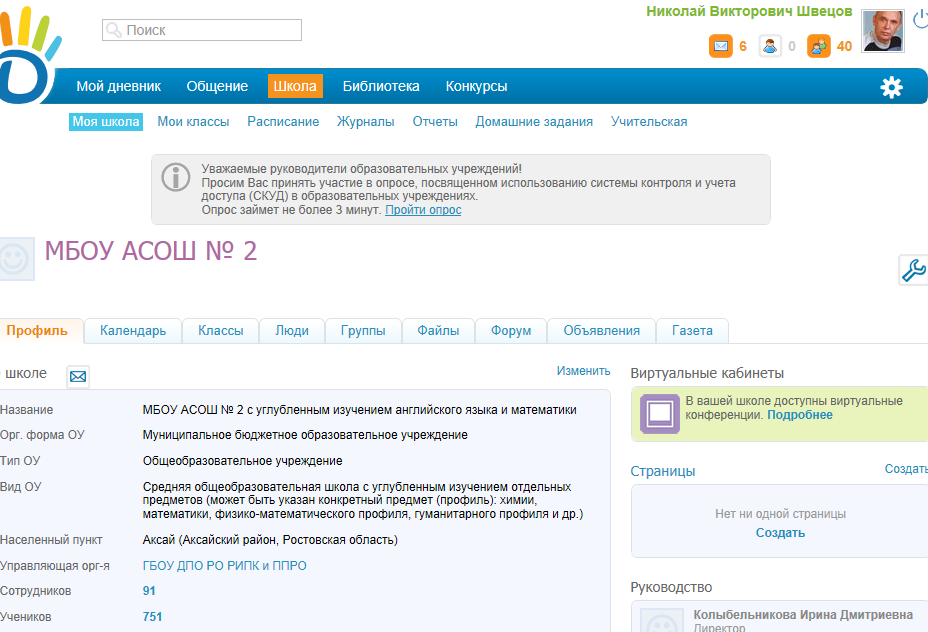 Николай Викторович Швецов
Поиск
6 0 40
Мой дневник Общение Школа Библиотека Конкурсы
Моя школа Мои классы Расписание Журналы Отчеты Домашние задания Учительская
Уважаемые руководители образовательных учреждений!
Просим Вас принять участие в опросе, посвященном использованию системы контроля и учета
доступа (СКУД) в образовательных учреждениях.
Опрос займет не более 3 минут. Пройти опрос
МБОУ АСОШ № 2
Профиль Календарь Классы Люди Группы Файлы Форум Объявления Газета
школе
Изменить
Название МБОУ АСОШ № 2 с углубленным изучением английского языка и математики
Орг. форма ОУ Муниципальное бюджетное образовательное учреждение
Тип ОУ Общеобразовательное учреждение
Вид ОУ Средняя общеобразовательная школа с углубленным изучением отдельных
предметов (может быть указан конкретный предмет (профиль): химии,
математики, физико-математического профиля, гуманитарного профиля и др.)
Населенный пункт Аксай (Аксайский район, Ростовская область)
Управляющая орг-я ГБОУ ДПО РО РИПК и ППРО
Сотрудников 91
Учеников 751
Виртуальные кабинеты
В вашей школе доступны виртуальные
конференции. Подробнее
Страницы Создать
Нет ни одной страницы
Создать
Руководство
Колыбельникова Ирина Дмитриевна
Директор